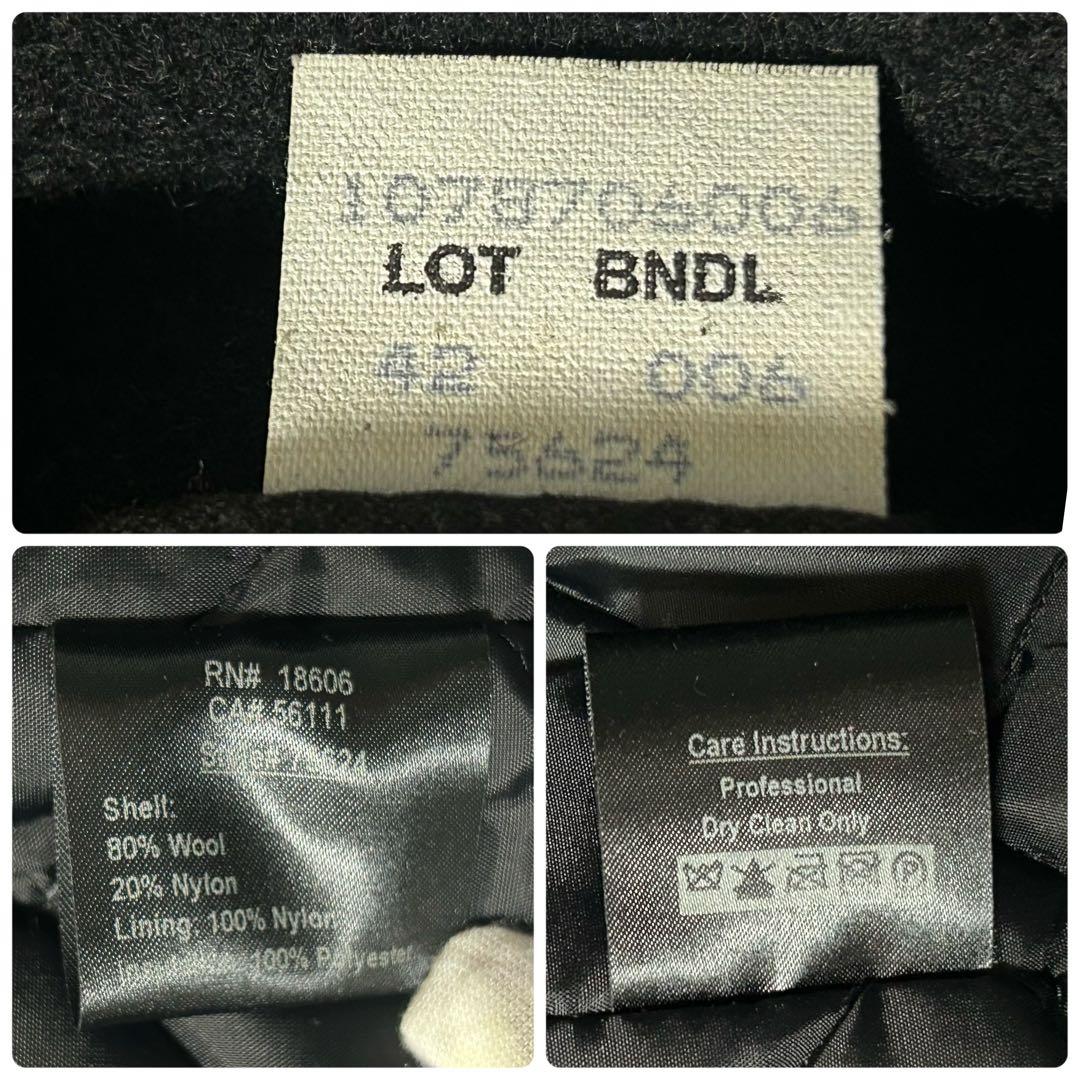 1078706006
LOT BNDL
42 006
75624
RN# 18606
CA# 56111
Shell:
80% Wool
20% Nylon
Lining: 100% Nylon
100% Polyester
Care Instructions:
Professional
Dry Clean Only
P